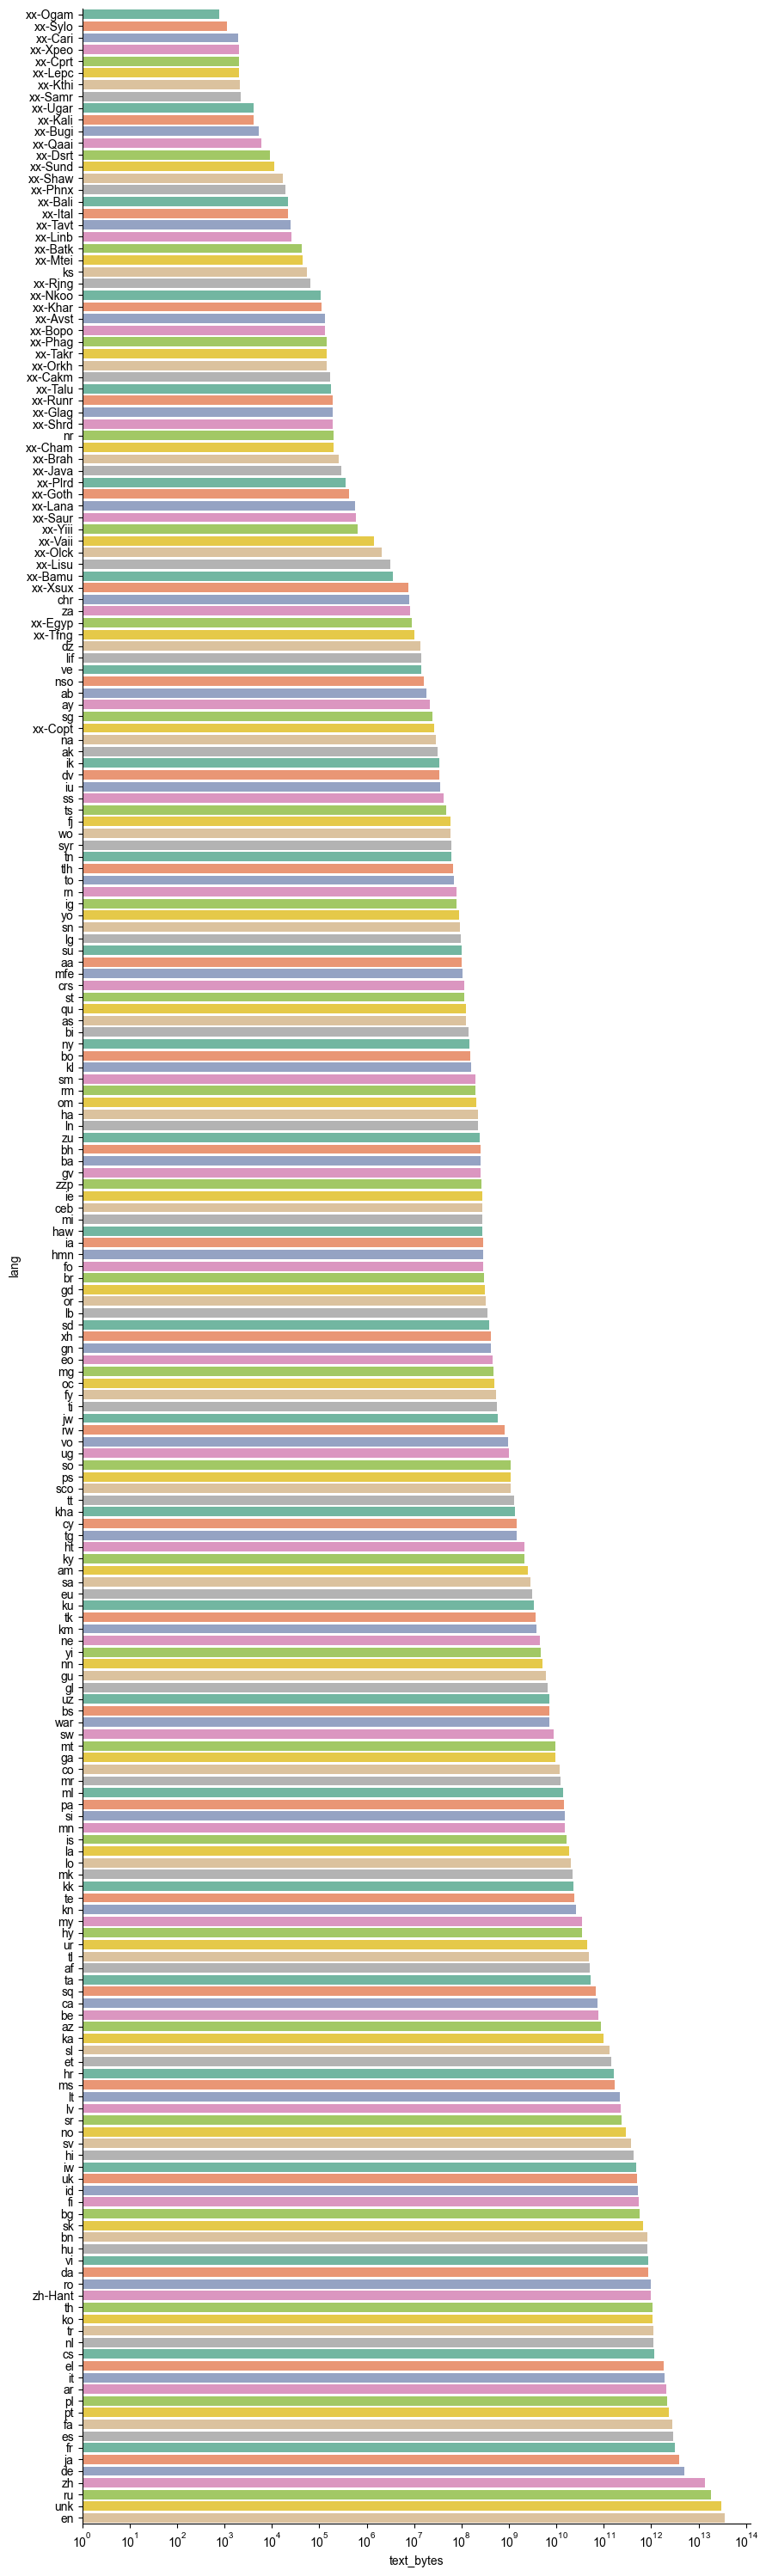 xx-Ogam
xx-Sylo
xx-Cari
xx-Xpeo
xx-Cprt
xx-Lepc
xx-Kthi
xx-Samr
xx-Ugar
xx-Kali
xx-Bugi
xx-Qaai
xx-Dsrt
xx-Sund
xx-Shaw
xx-Phnx
xx-Bali
xx-Ital
xx-Tavt
xx-Linb
xx-Batk
xx-Mtei
ks
xx-Rjng
xx-Nkoo
xx-Khar
xx-Avst
xx-Bopo
xx-Phag
xx-Takr
xx-Orkh
xx-Cakm
xx-Talu
xx-Runr
xx-Glag
xx-Shrd
nr
xx-Cham
xx-Brah
xx-Java
xx-Plrd
xx-Goth
xx-Lana
xx-Saur
xx-Yiii
xx-Vaii
xx-Olck
xx-Lisu
xx-Bamu
xx-Xsux
chr
za
xx-Egyp
xx-Tfng
dz
lif
ve
nso
ab
ay
sg
xx-Copt
na
ak
ik
dv
iu
ss
ts
fj
wo
syr
tn
tlh
to
rn
ig
yo
sn
lg
su
aa
mfe
crs
st
qu
as
bi
ny
bo
kl
sm
rm
om
ha
ln
zu
bh
ba
gv
zzp
ie
ceb
mi
haw
ia
hmn
fo
br
gd
or
lb
sd
xh
gn
eo
mg
oc
fy
ti
jw
rw
vo
ug
so
ps
sco
tt
kha
cy
tg
ht
ky
am
sa
eu
ku
tk
km
ne
yi
nn
gu
gl
uz
bs
war
sw
mt
ga
co
mr
ml
pa
si
mn
is
la
lo
mk
kk
te
kn
my
hy
ur
tl
af
ta
sq
ca
be
az
ka
sl
et
hr
ms
lt
lv
sr
no
sv
hi
iw
uk
id
fi
bg
sk
bn
hu
vi
da
ro
zh-Hant
th
ko
tr
nl
cs
el
it
ar
pl
pt
fa
es
fr
ja
de
zh
ru
unk
en
lang
10⁰ 10¹ 10² 10³ 10⁴ 10⁵ 10⁶ 10⁷ 10⁸ 10⁹ 10¹⁰ 10¹¹ 10¹² 10¹³ 10¹⁴
text_bytes